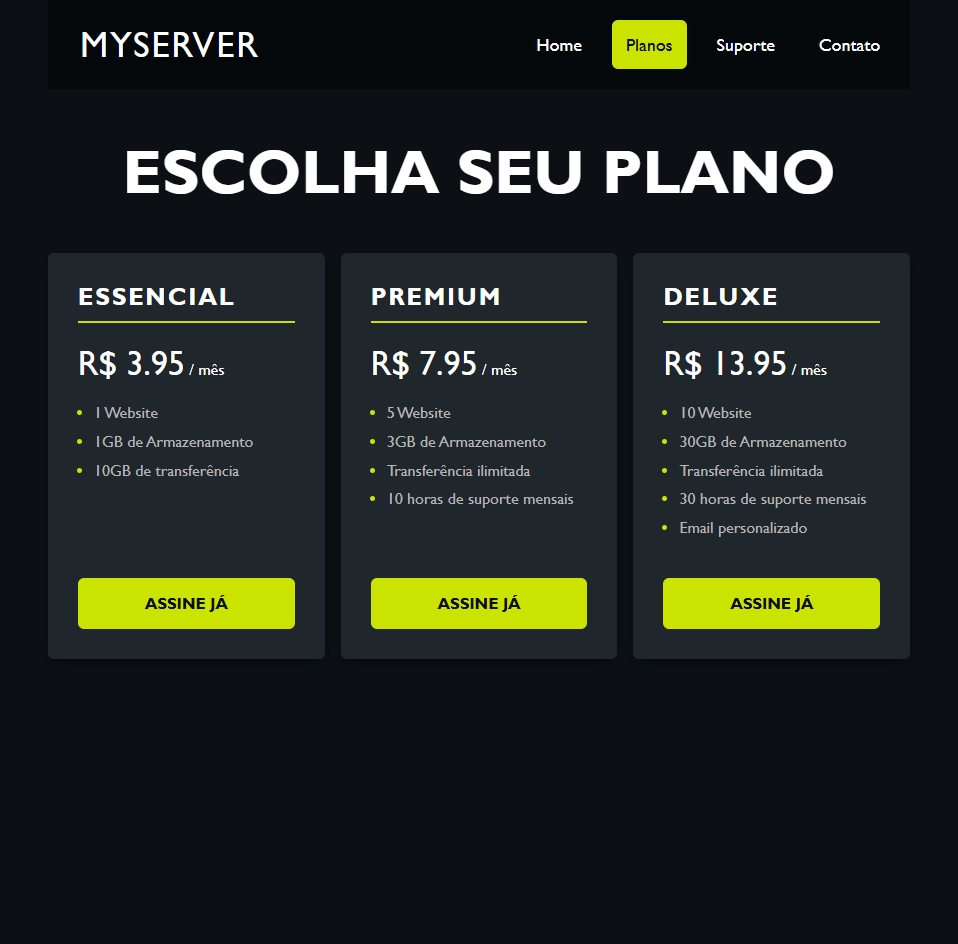 MYSERVER
Home Planos Suporte Contato
ESCOLHA SEU PLANO
ESSENCIAL
R$ 3.95 / mês
1 Website
1GB de Armazenamento
10GB de transferência
ASSINE JÁ
PREMIUM
R$ 7.95 / mês
5 Website
3GB de Armazenamento
Transferência ilimitada
10 horas de suporte mensais
ASSINE JÁ
DELUXE
R$ 13.95 / mês
10 Website
30GB de Armazenamento
Transferência ilimitada
30 horas de suporte mensais
Email personalizado
ASSINE JÁ